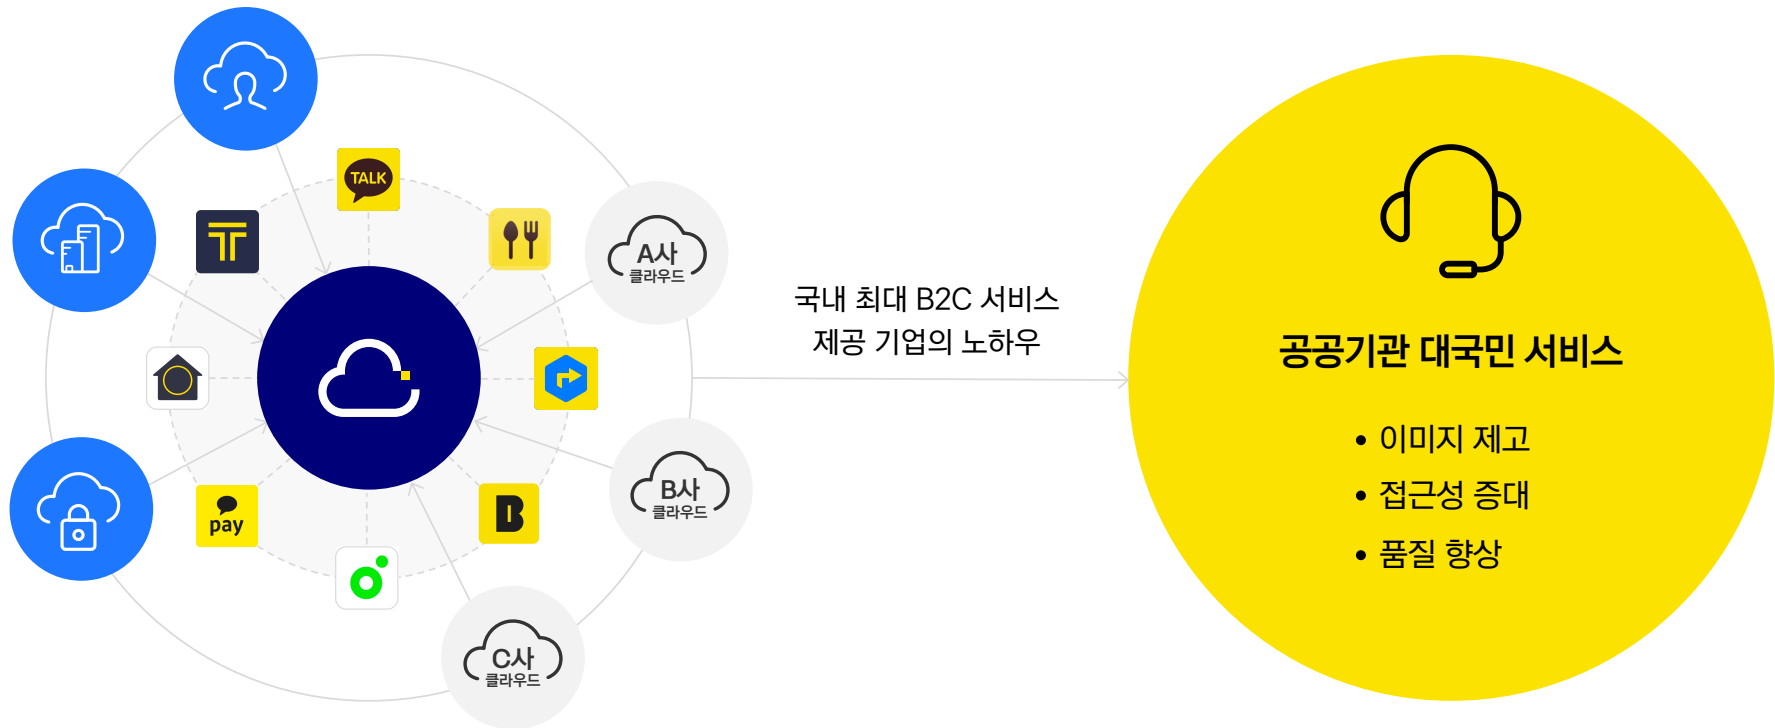 TALK
T
A사
클라우드
B사
클라우드
pay
B
C사
클라우드
국내 최대 B2C 서비스
제공 기업의 노하우
공공기관 대국민 서비스
• 이미지 제고
• 접근성 증대
• 품질 향상